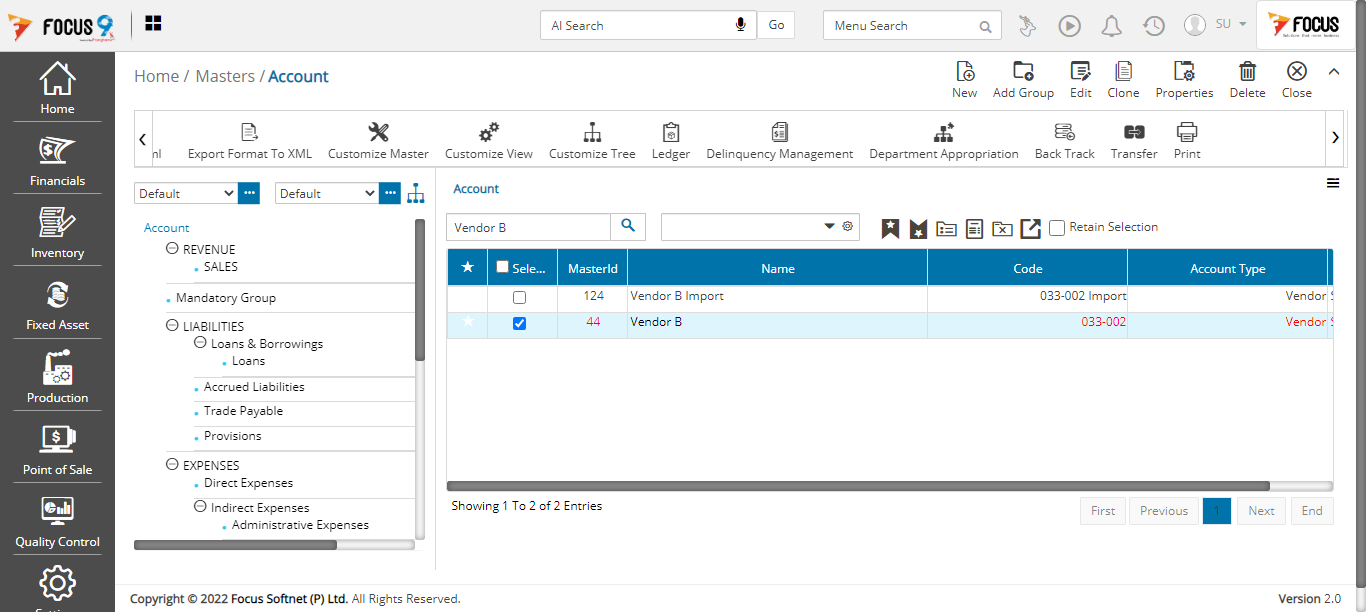 FOCUS 9
AI Search
Go
Menu Search
SU
FOCUS
Home
Financials
Inventory
Fixed Asset
Production
Point of Sale
Quality Control
Home / Masters / Account
New
Add Group
Edit
Clone
Properties
Delete
Close
Export Format To XML
Customize Master
Customize View
Customize Tree
Ledger
Delinquency Management
Department Appropriation
Back Track
Transfer
Print
Default
Default
Account
REVENUE
SALES
Mandatory Group
LIABILITIES
Loans & Borrowings
Loans
Accrued Liabilities
Trade Payable
Provisions
EXPENSES
Direct Expenses
Indirect Expenses
Administrative Expenses
Account
Vendor B
Retain Selection
Sele... MasterId Name Code Account Type
124 Vendor B Import 033-002 Import Vendor
44 Vendor B 033-002 Vendor
Showing 1 To 2 of 2 Entries
First Previous 1 Next End
Copyright © 2022 Focus Softnet (P) Ltd. All Rights Reserved.
Version 2.0